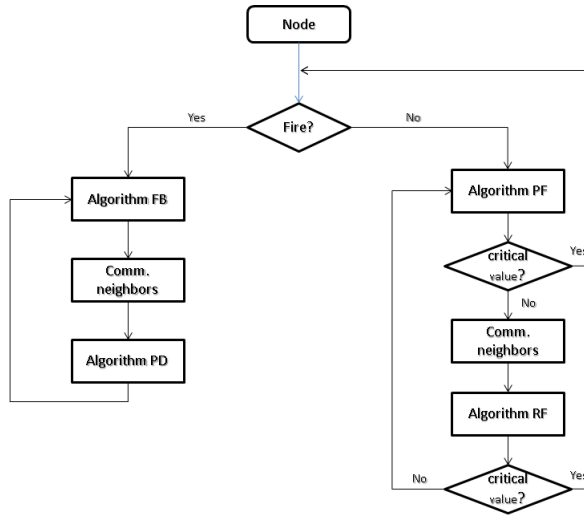 Node
Fire?
Yes
No
Algorithm FB
Comm.
neighbors
Algorithm PD
Algorithm PF
critical
value?
Yes
No
Comm.
neighbors
Algorithm RF
critical
value?
No
Yes